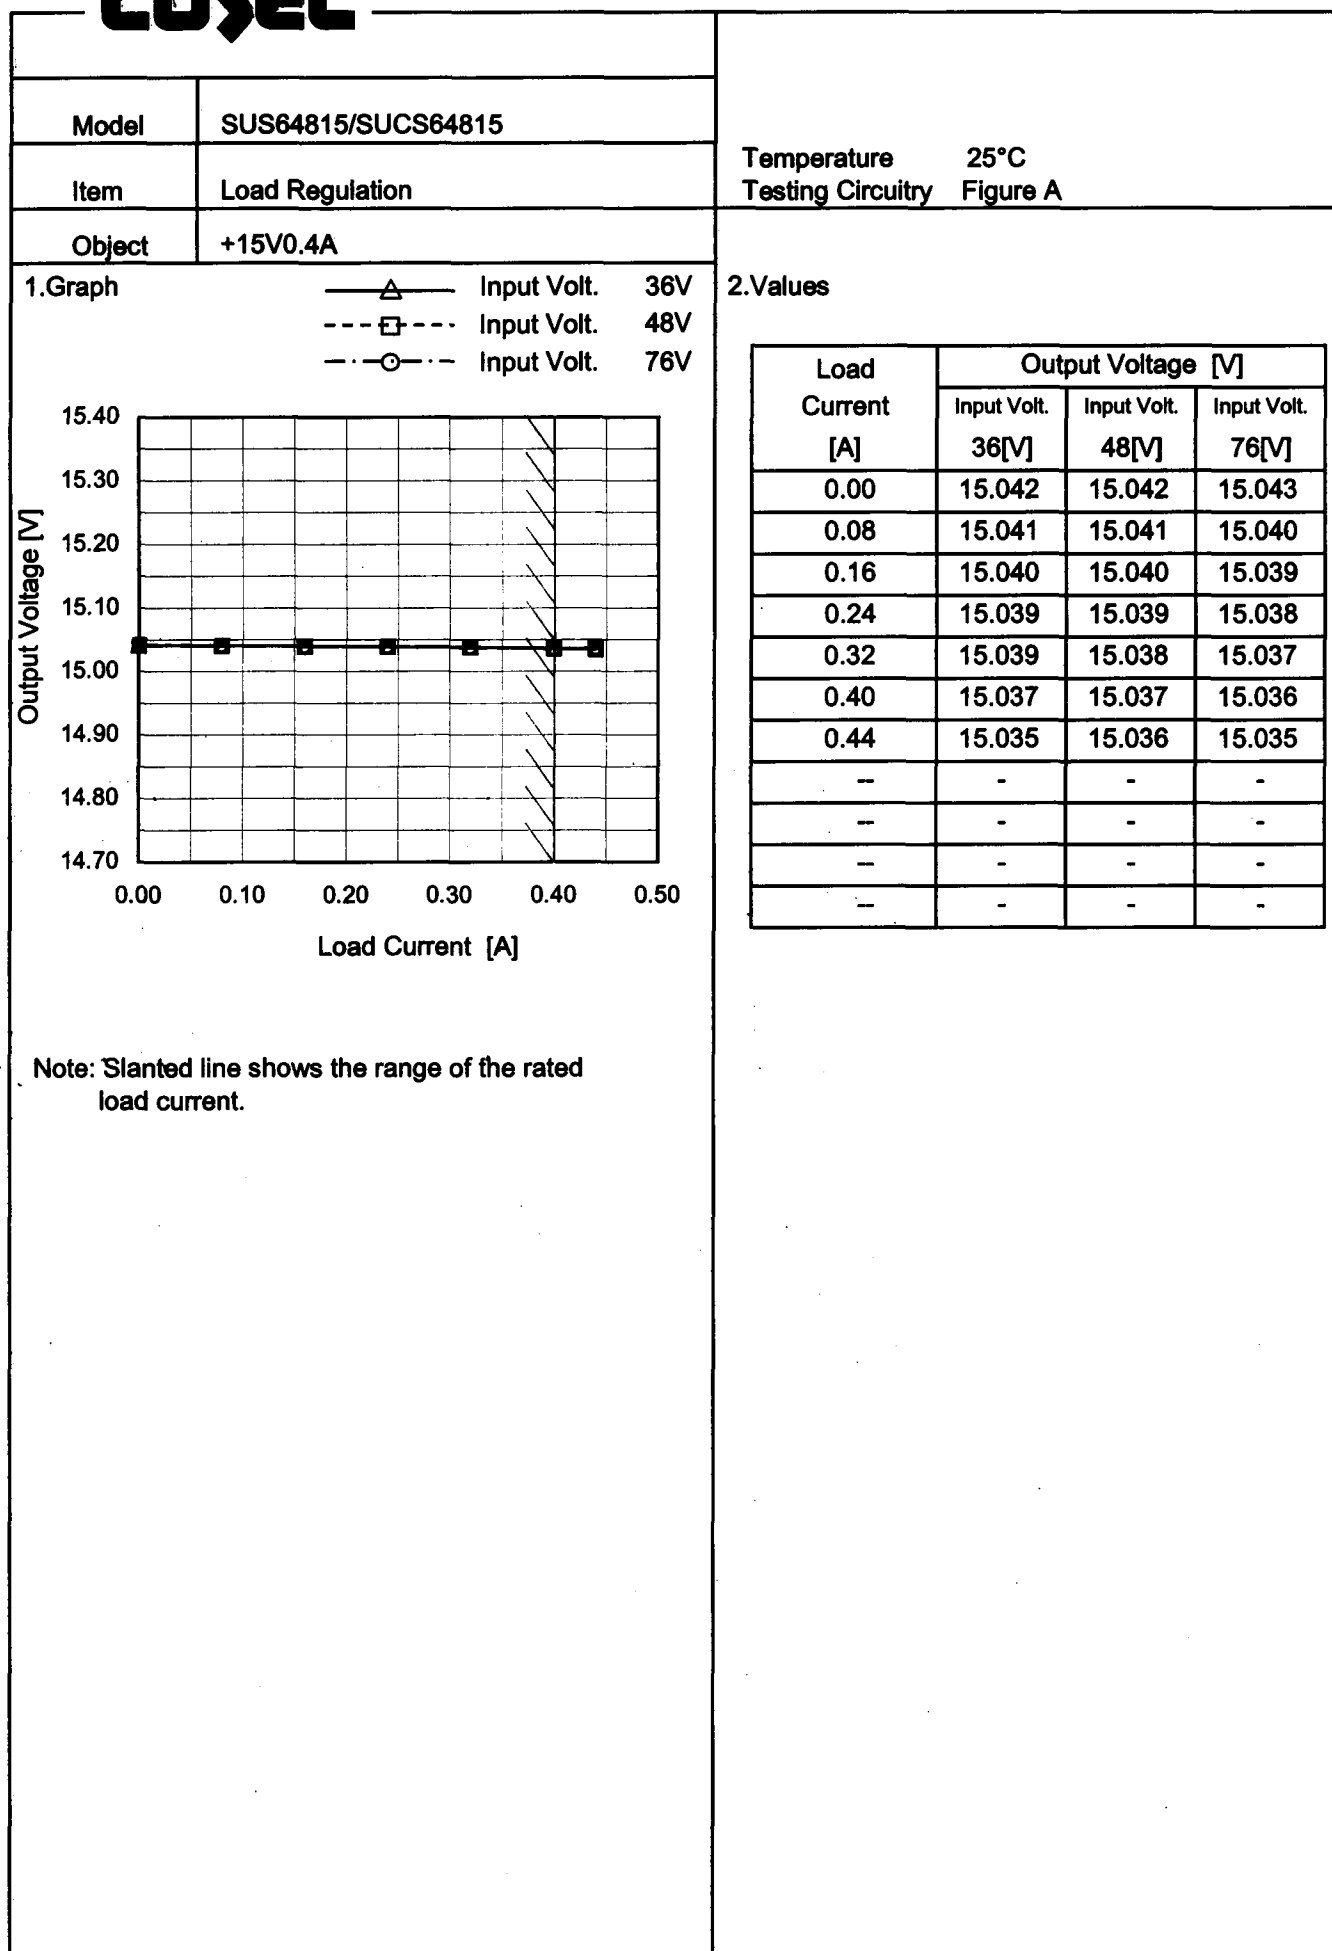 COSEL
Model SUS64815/SUCS64815
Item Load Regulation
Object +15V0.4A
Temperature 25°C
Testing Circuitry Figure A
1.Graph
Input Volt. 36V
Input Volt. 48V
Input Volt. 76V
Output Voltage [V]
15.40
15.30
15.20
15.10
15.00
14.90
14.80
14.70
0.00 0.10 0.20 0.30 0.40 0.50
Load Current [A]
Note: Slanted line shows the range of the rated
load current.
2.Values
Load Output Voltage [V]
Current Input Volt. Input Volt. Input Volt.
[A] 36[V] 48[V] 76[V]
0.00 15.042 15.042 15.043
0.08 15.041 15.041 15.040
0.16 15.040 15.040 15.039
0.24 15.039 15.039 15.038
0.32 15.039 15.038 15.037
0.40 15.037 15.037 15.036
0.44 15.035 15.036 15.035
-- - - -
-- - - -
-- - - -
-- - - -